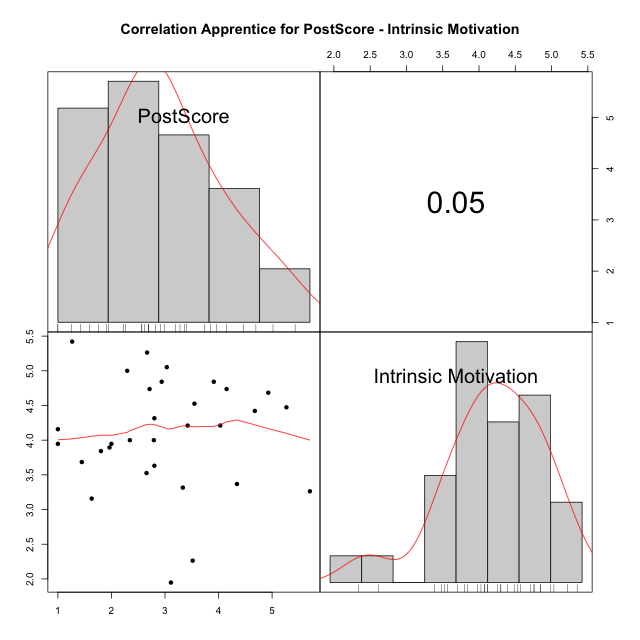 Correlation Apprentice for PostScore - Intrinsic Motivation
2.0 2.5 3.0 3.5 4.0 4.5 5.0 5.5
PostScore
0.05
5
4
3
2
1
Intrinsic Motivation
5.5
5.0
4.5
4.0
3.5
3.0
2.5
2.0
1 2 3 4 5